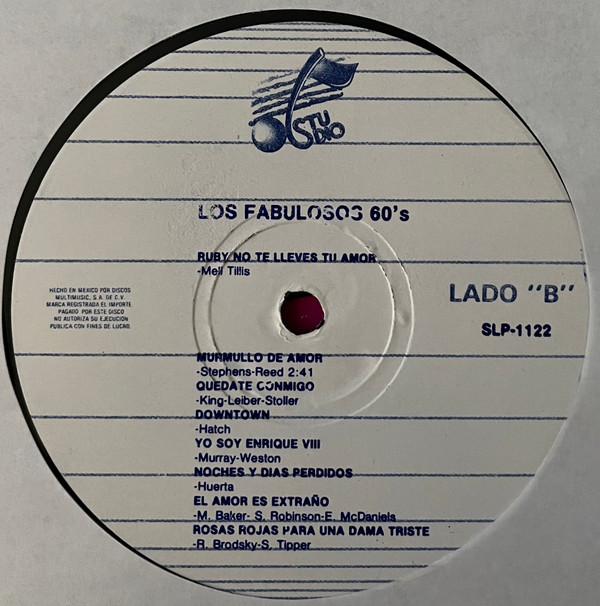 STUDIO
LOS FABULOSOS 60's
RUBY NO TE LLEVES TU AMOR
-Mell Tillis
HECHO EN MEXICO POR DISCOS
MULTIMUSIC, S.A. DE C.V.
MARCA REGISTRADA EL IMPORTE
PAGADO POR ESTE DISCO
NO AUTORIZA SU EJECUCION
PUBLICA CON FINES DE LUCRO.
LADO "B"
SLP-1122
MURMULLO DE AMOR
-Stephens-Reed 2:41
QUEDATE CONMIGO
-King-Leiber-Stoller
DOWNTOWN
-Hatch
YO SOY ENRIQUE VIII
-Murray-Weston
NOCHES Y DIAS PERDIDOS
-Huerta
EL AMOR ES EXTRAÑO
-M. Baker- S. Robinson-E. McDaniels
ROSAS ROJAS PARA UNA DAMA TRISTE
-R. Brodsky-S. Tipper